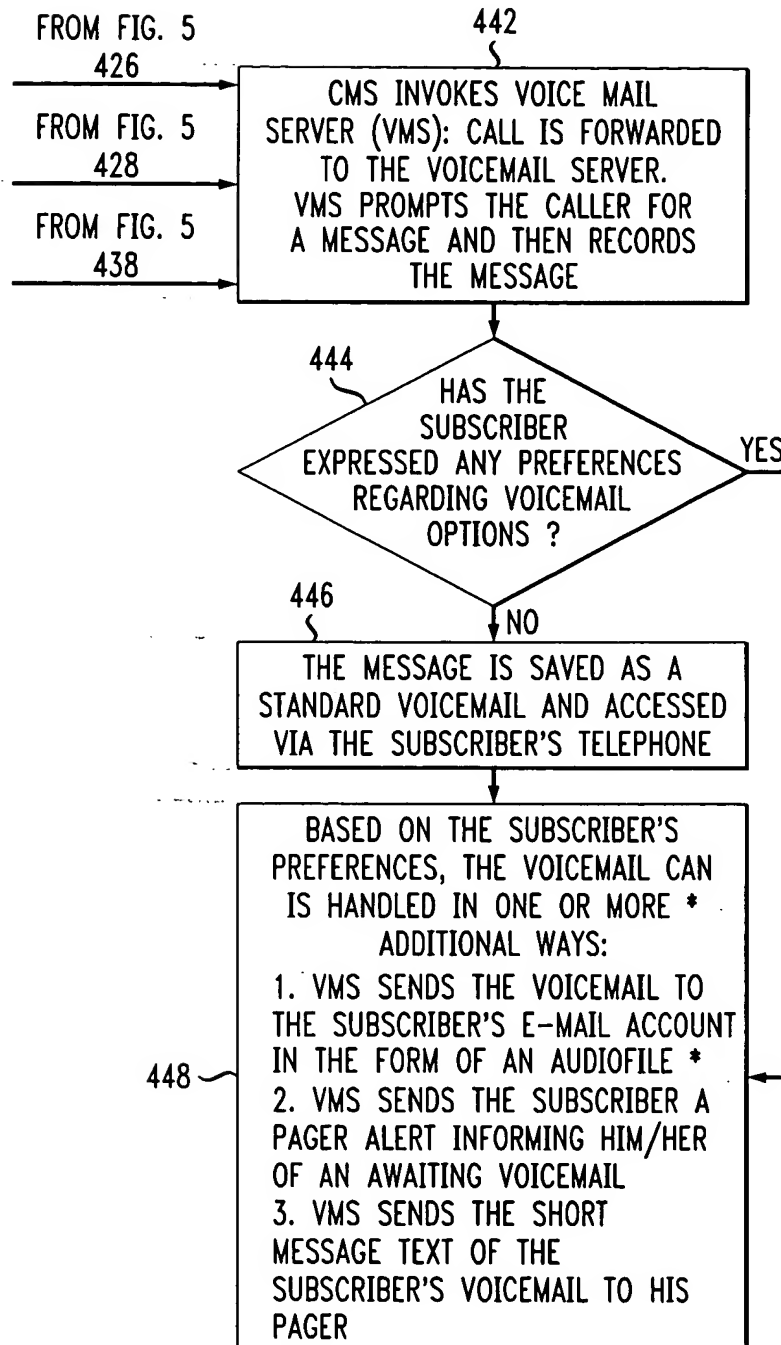 FROM FIG. 5
426
FROM FIG. 5
428
FROM FIG. 5
438
442
CMS INVOKES VOICE MAIL
SERVER (VMS): CALL IS FORWARDED
TO THE VOICEMAIL SERVER.
VMS PROMPTS THE CALLER FOR
A MESSAGE AND THEN RECORDS
THE MESSAGE
444
HAS THE
SUBSCRIBER
EXPRESSED ANY PREFERENCES
REGARDING VOICEMAIL
OPTIONS ?
YES
446
NO
THE MESSAGE IS SAVED AS A
STANDARD VOICEMAIL AND ACCESSED
VIA THE SUBSCRIBER'S TELEPHONE
448
BASED ON THE SUBSCRIBER'S
PREFERENCES, THE VOICEMAIL CAN
IS HANDLED IN ONE OR MORE *
ADDITIONAL WAYS:
1. VMS SENDS THE VOICEMAIL TO
THE SUBSCRIBER'S E-MAIL ACCOUNT
IN THE FORM OF AN AUDIOFILE *
2. VMS SENDS THE SUBSCRIBER A
PAGER ALERT INFORMING HIM/HER
OF AN AWAITING VOICEMAIL
3. VMS SENDS THE SHORT
MESSAGE TEXT OF THE
SUBSCRIBER'S VOICEMAIL TO HIS
PAGER